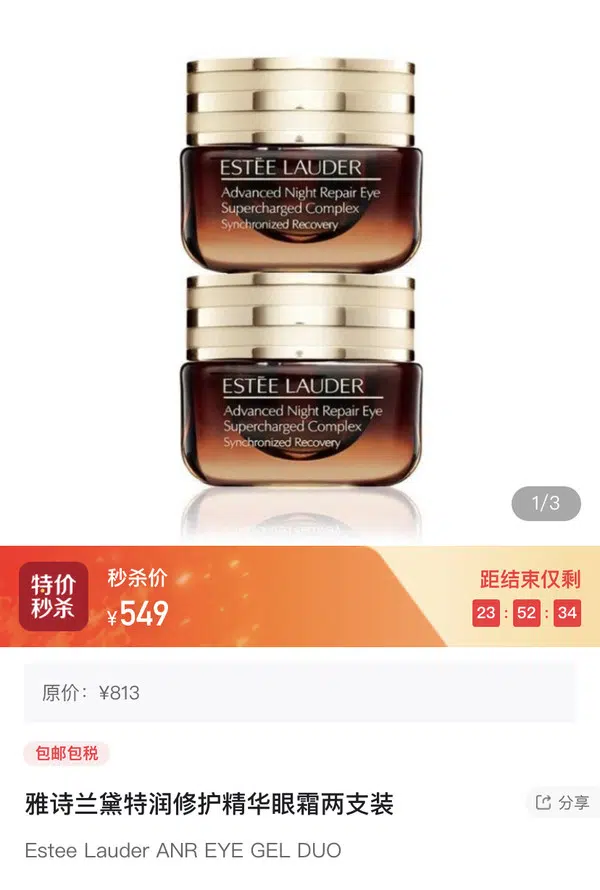 ESTĒE LAUDER
Advanced Night Repair Eye
Supercharged Complex
Synchronized Recovery
ESTĒE LAUDER
Advanced Night Repair Eye
Supercharged Complex
Synchronized Recovery
1/3
特价
秒杀
秒杀价
¥549
距结束仅剩
23 : 52 : 34
原价：¥813
包邮包税
雅诗兰黛特润修护精华眼霜两支装
分享
Estee Lauder ANR EYE GEL DUO